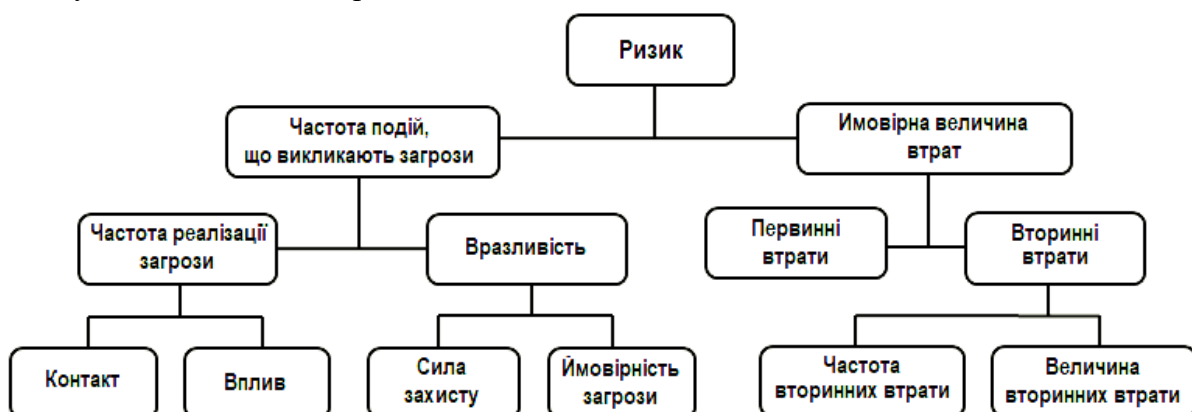 Ризик
Частота подій,
що викликають загрози
Имовірна величина
втрат
Частота реалізації
загрози
Вразливість
Первинні
втрати
Вторинні
втрати
Контакт
Вплив
Сила
захисту
Ймовірність
загрози
Частота
вторинних втрати
Величина
вторинних втрати